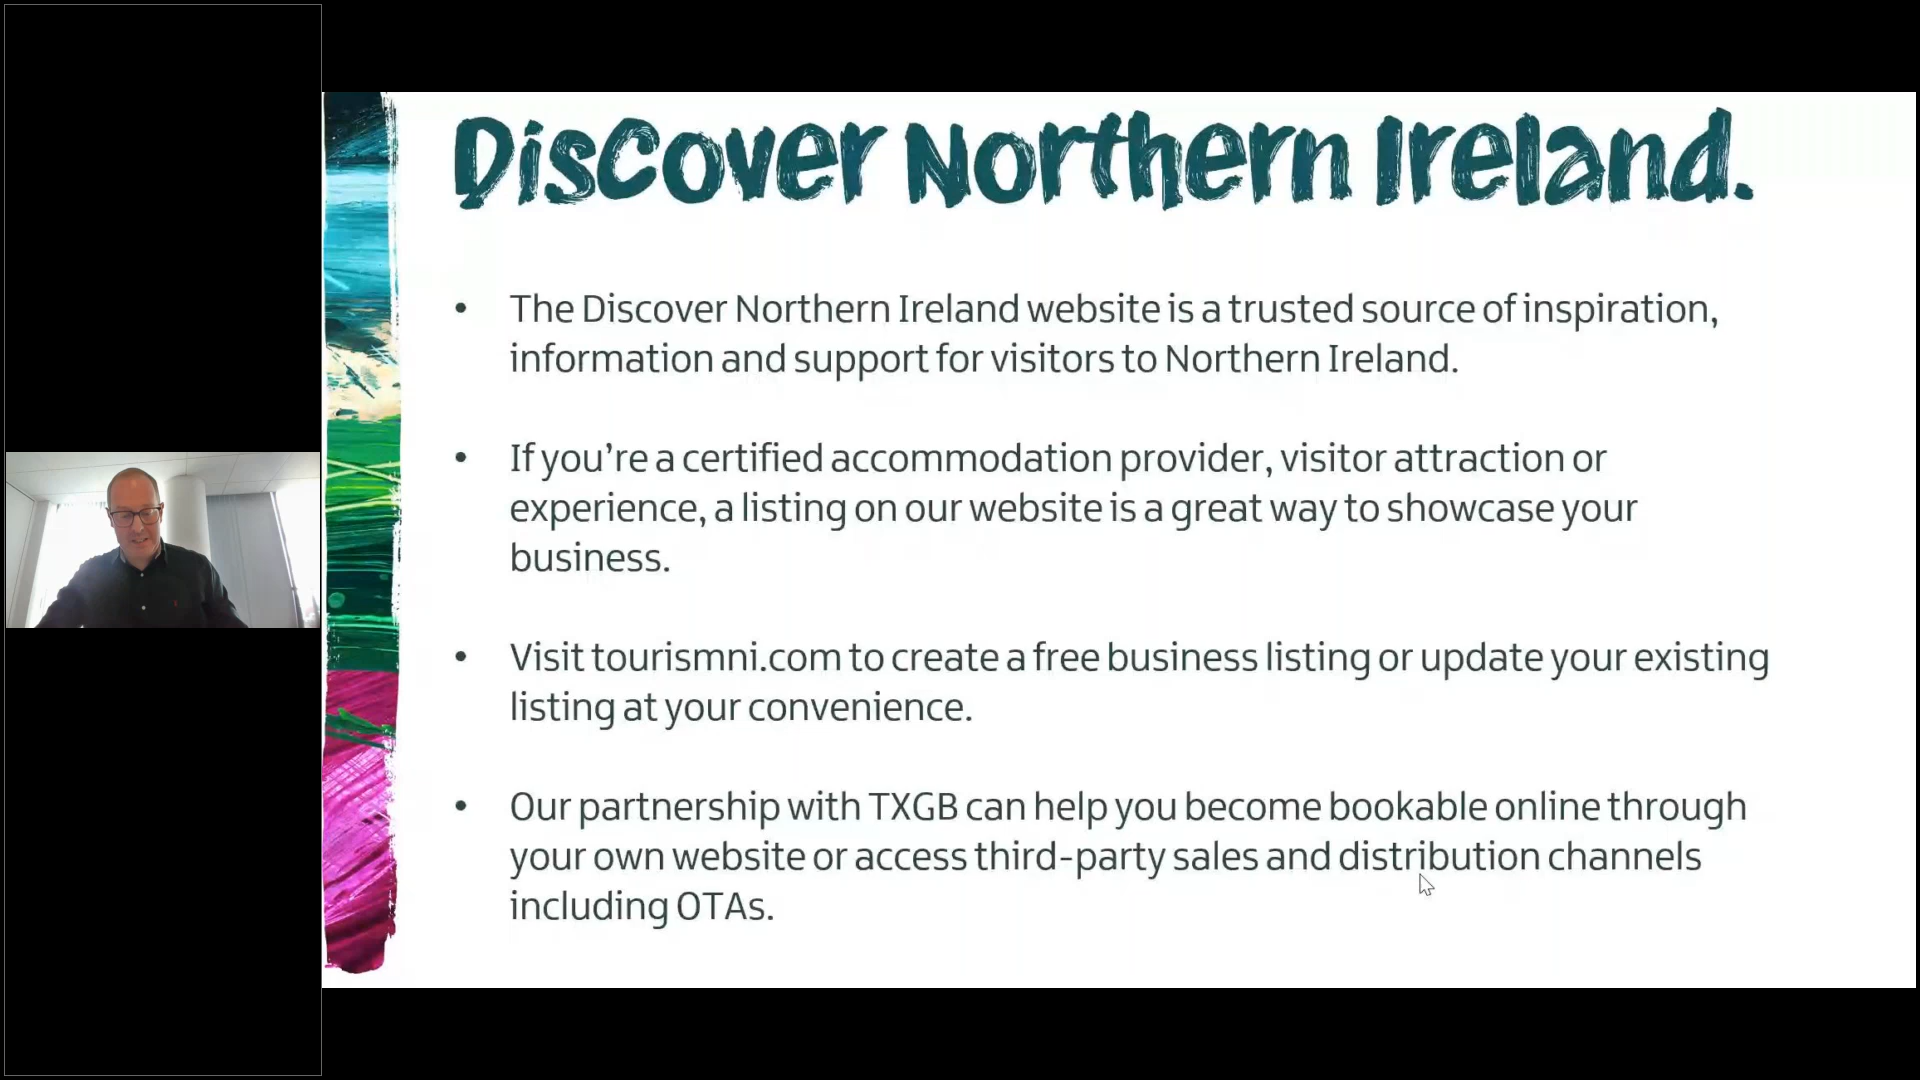 Discover Northern Ireland.
• The Discover Northern Ireland website is a trusted source of inspiration,
information and support for visitors to Northern Ireland.
• If you’re a certified accommodation provider, visitor attraction or
experience, a listing on our website is a great way to showcase your
business.
• Visit tourismni.com to create a free business listing or update your existing
listing at your convenience.
• Our partnership with TXGB can help you become bookable online through
your own website or access third-party sales and distribution channels
including OTAs.